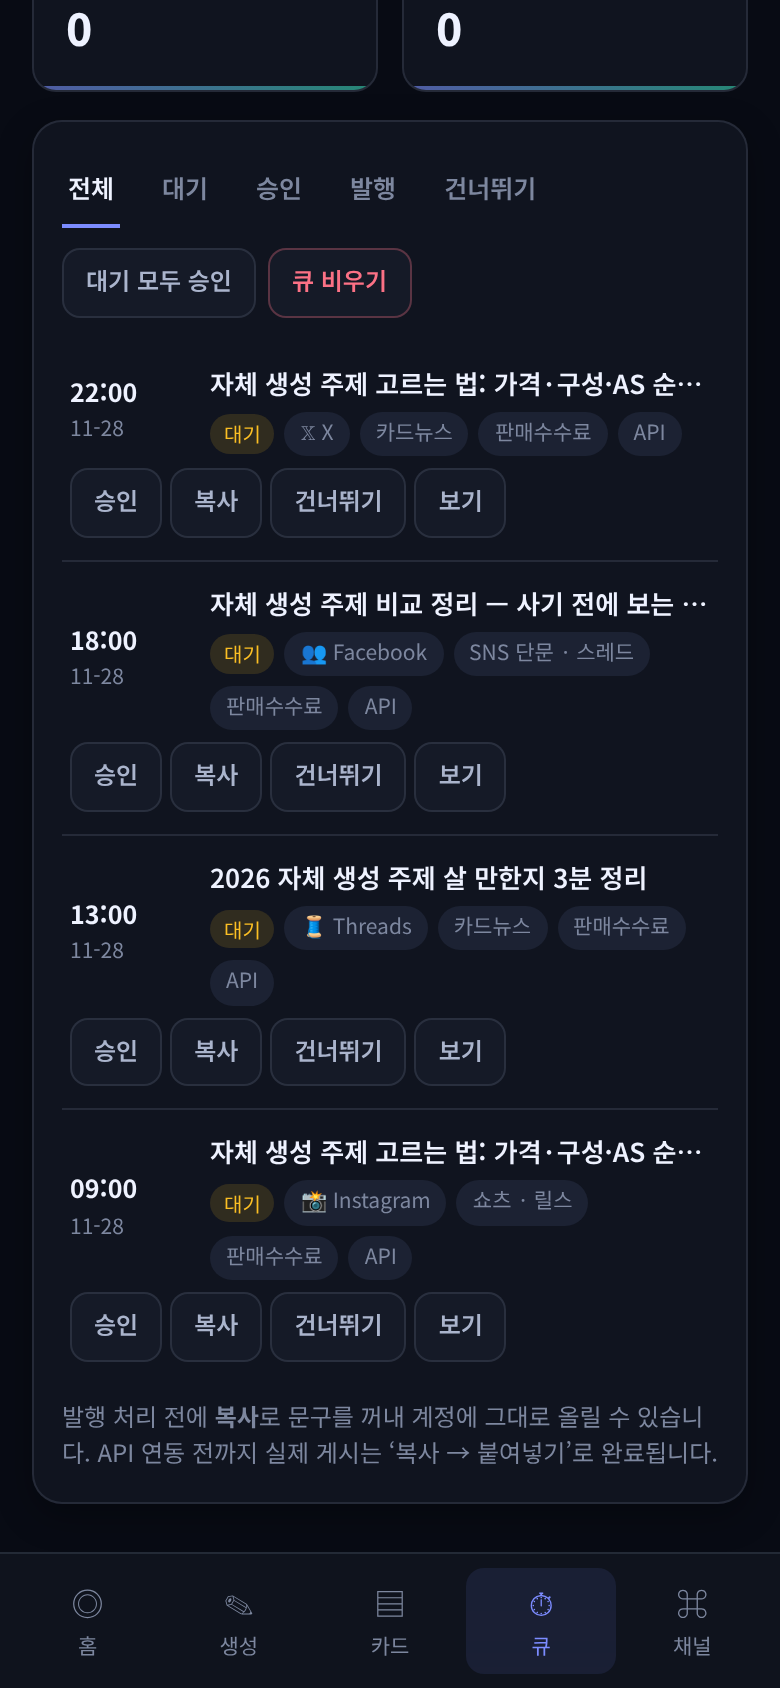 0
0
전체 대기 승인 발행 건너뛰기
대기 모두 승인 큐 비우기
22:00
11-28
자체 생성 주제 고르는 법: 가격·구성·AS 순…
대기 𝕏 X 카드뉴스 판매수수료 API
승인 복사 건너뛰기 보기
18:00
11-28
자체 생성 주제 비교 정리 — 사기 전에 보는 …
대기 👥 Facebook SNS 단문 · 스레드
판매수수료 API
승인 복사 건너뛰기 보기
13:00
11-28
2026 자체 생성 주제 살 만한지 3분 정리
대기 🧵 Threads 카드뉴스 판매수수료
API
승인 복사 건너뛰기 보기
09:00
11-28
자체 생성 주제 고르는 법: 가격·구성·AS 순…
대기 📸 Instagram 쇼츠 · 릴스
판매수수료 API
승인 복사 건너뛰기 보기
발행 처리 전에 복사로 문구를 꺼내 계정에 그대로 올릴 수 있습니
다. API 연동 전까지 실제 게시는 ‘복사 → 붙여넣기’로 완료됩니다.
홈 생성 카드 큐 채널